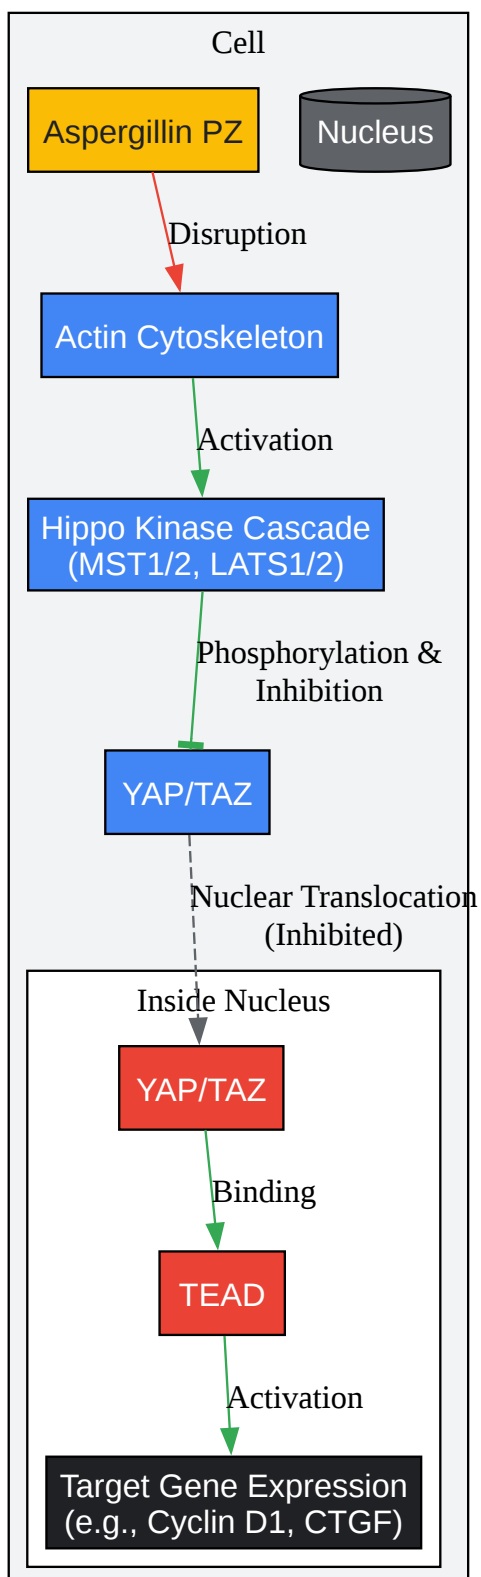 Cell
Aspergillin PZ
Nucleus
Disruption
Actin Cytoskeleton
Activation
Hippo Kinase Cascade
(MST1/2, LATS1/2)
Phosphorylation &
Inhibition
YAP/TAZ
Nuclear Translocation
(Inhibited)
Inside Nucleus
YAP/TAZ
Binding
TEAD
Activation
Target Gene Expression
(e.g., Cyclin D1, CTGF)